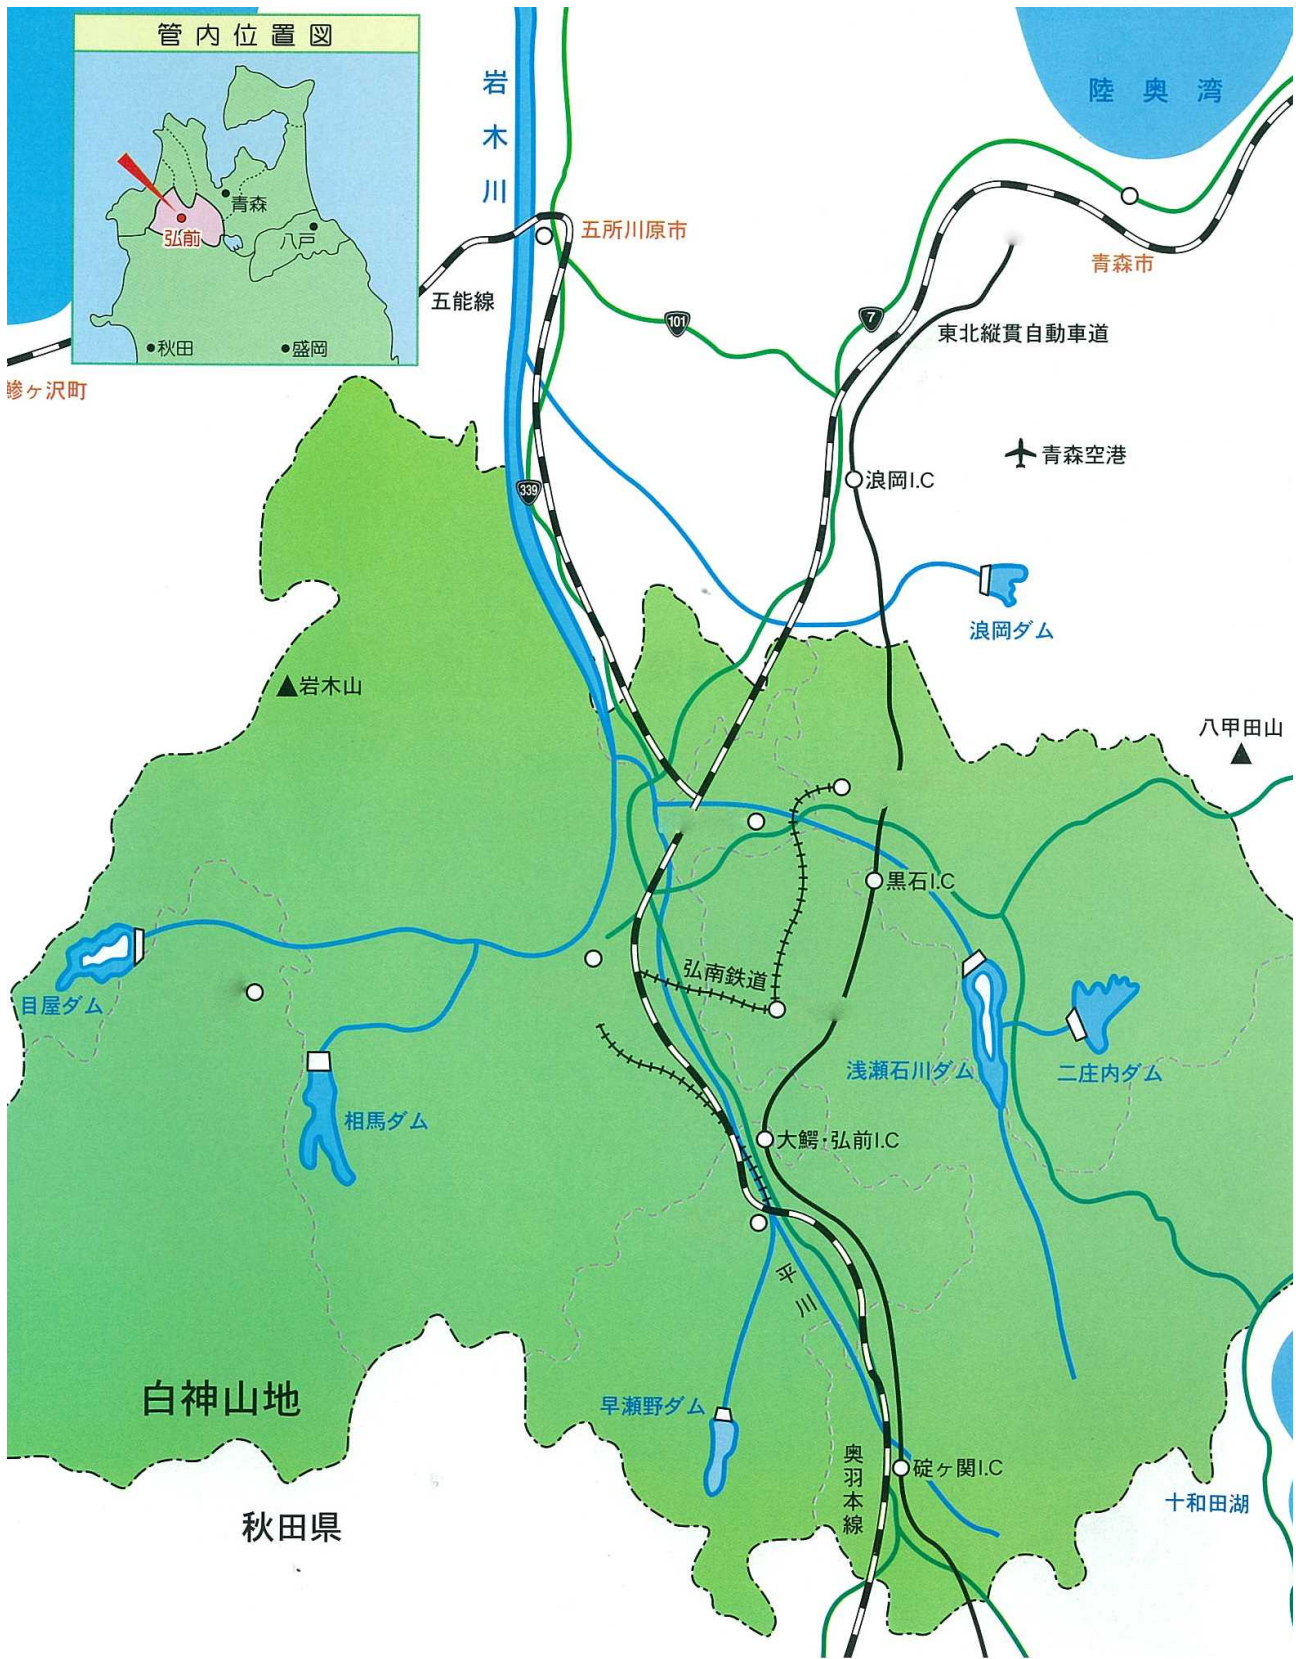 管内位置図
青森
弘前
八戸
秋田
盛岡
岩木川
陸奥湾
五所川原市
青森市
五能線
101
7
東北縦貫自動車道
鰺ヶ沢町
青森空港
浪岡I.C
339
浪岡ダム
岩木山
八甲田山
黒石I.C
弘南鉄道
目屋ダム
浅瀬石川ダム
二庄内ダム
相馬ダム
大鰐・弘前I.C
平川
白神山地
早瀬野ダム
奥羽本線
碇ヶ関I.C
十和田湖
秋田県